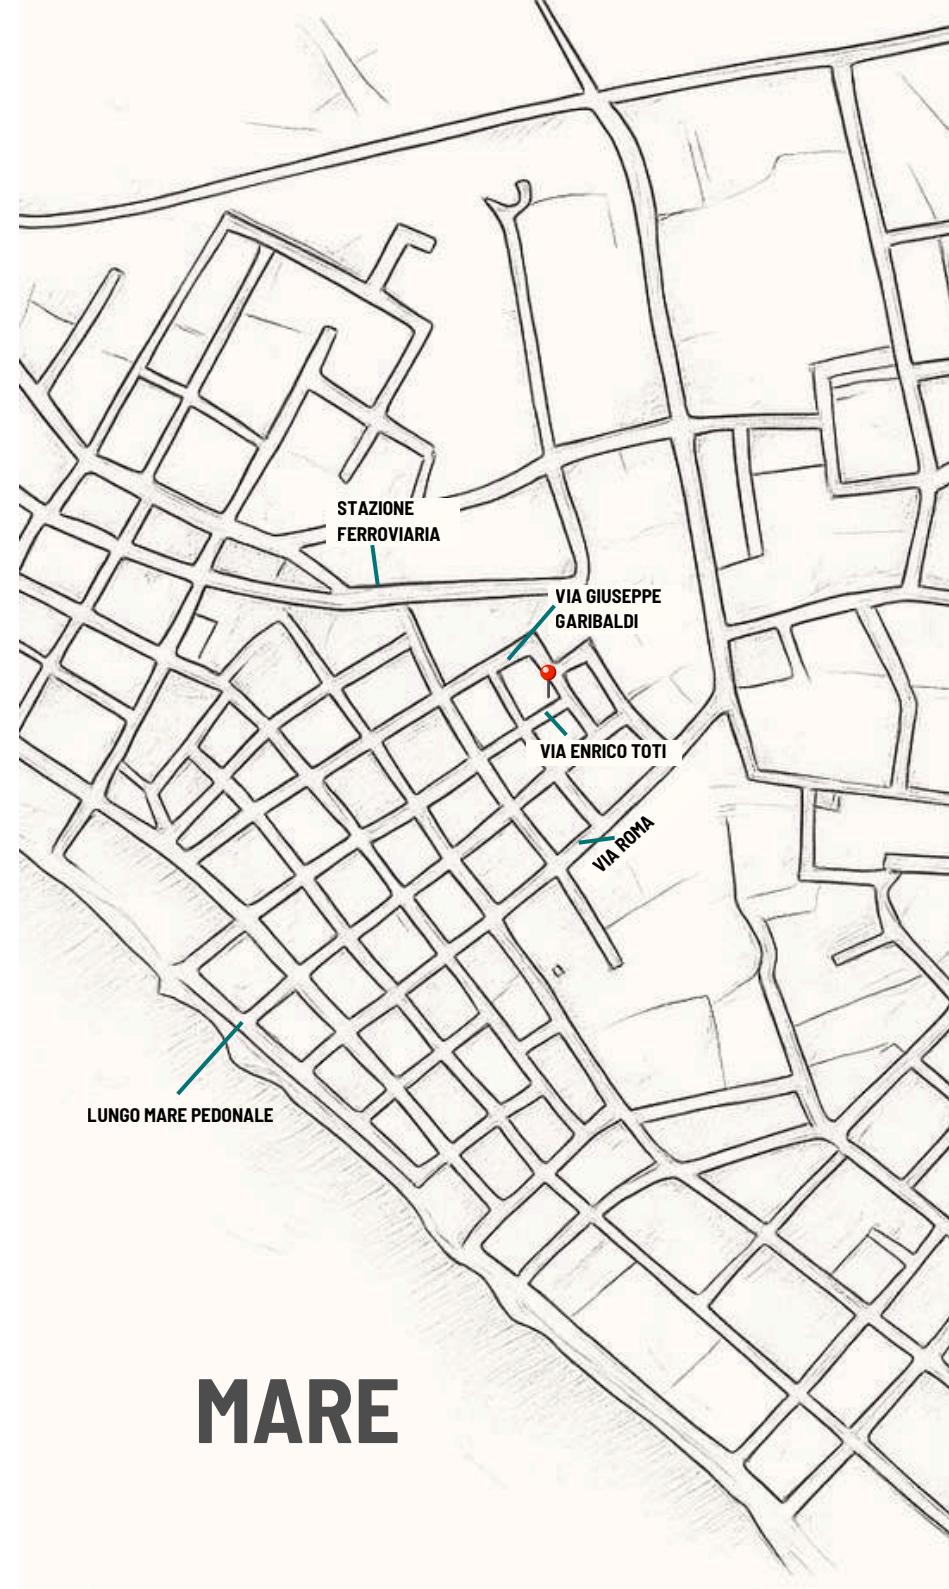 STAZIONE
FERROVIARIA
VIA GIUSEPPE
GARIBALDI
VIA ENRICO TOTI
VIA ROMA
LUNGO MARE PEDONALE
MARE